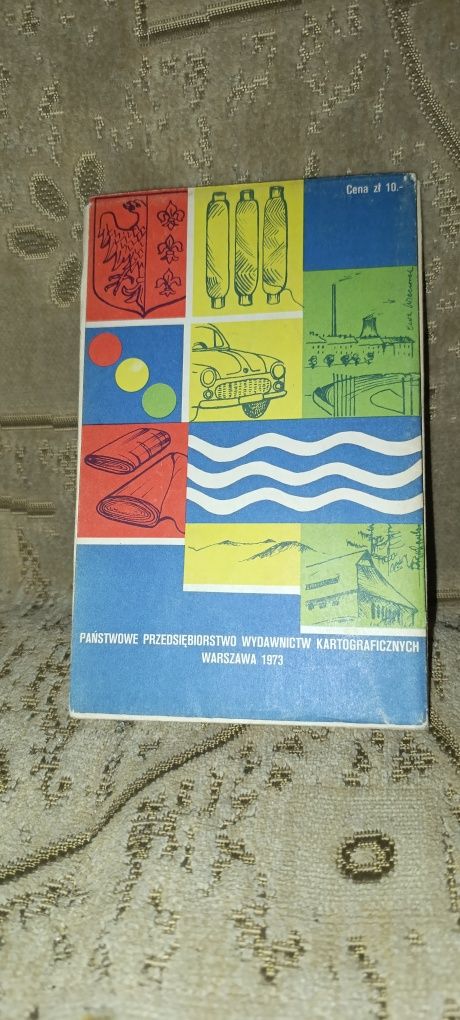 Cena zł 10.-
PAŃSTWOWE PRZEDSIĘBIORSTWO WYDAWNICTW KARTOGRAFICZNYCH
WARSZAWA 1973